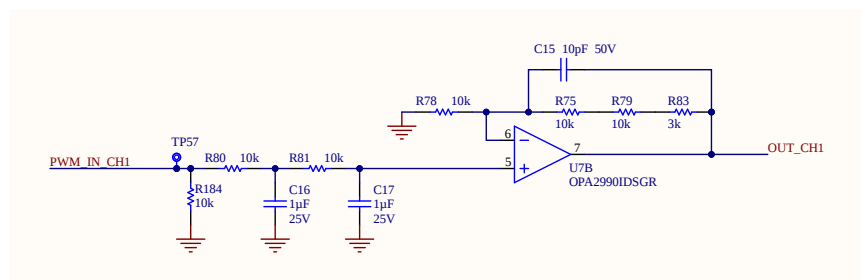 C15 10pF 50V
R78 10k
R75
R79
R83
10k
10k
3k
TP57
6
7
OUT_CH1
PWM_IN_CH1
R80 10k
R81 10k
5
U7B
OPA2990IDSGR
R184
10k
C16
1µF
25V
C17
1µF
25V